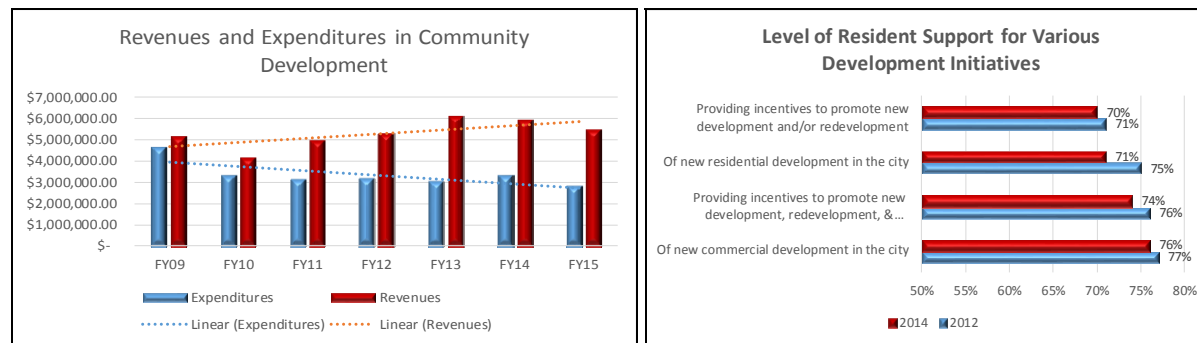 Revenues and Expenditures in Community
Development
$7,000,000.00
$6,000,000.00
$5,000,000.00
$4,000,000.00
$3,000,000.00
$2,000,000.00
$1,000,000.00
$-
FY09 FY10 FY11 FY12 FY13 FY14 FY15
Expenditures Revenues
Linear (Expenditures) Linear (Revenues)
Level of Resident Support for Various
Development Initiatives
Providing incentives to promote new
development and/or redevelopment
70%
71%
Of new residential development in the city
71%
75%
Providing incentives to promote new
development, redevelopment, &...
74%
76%
Of new commercial development in the city
76%
77%
50% 55% 60% 65% 70% 75% 80%
2014 2012